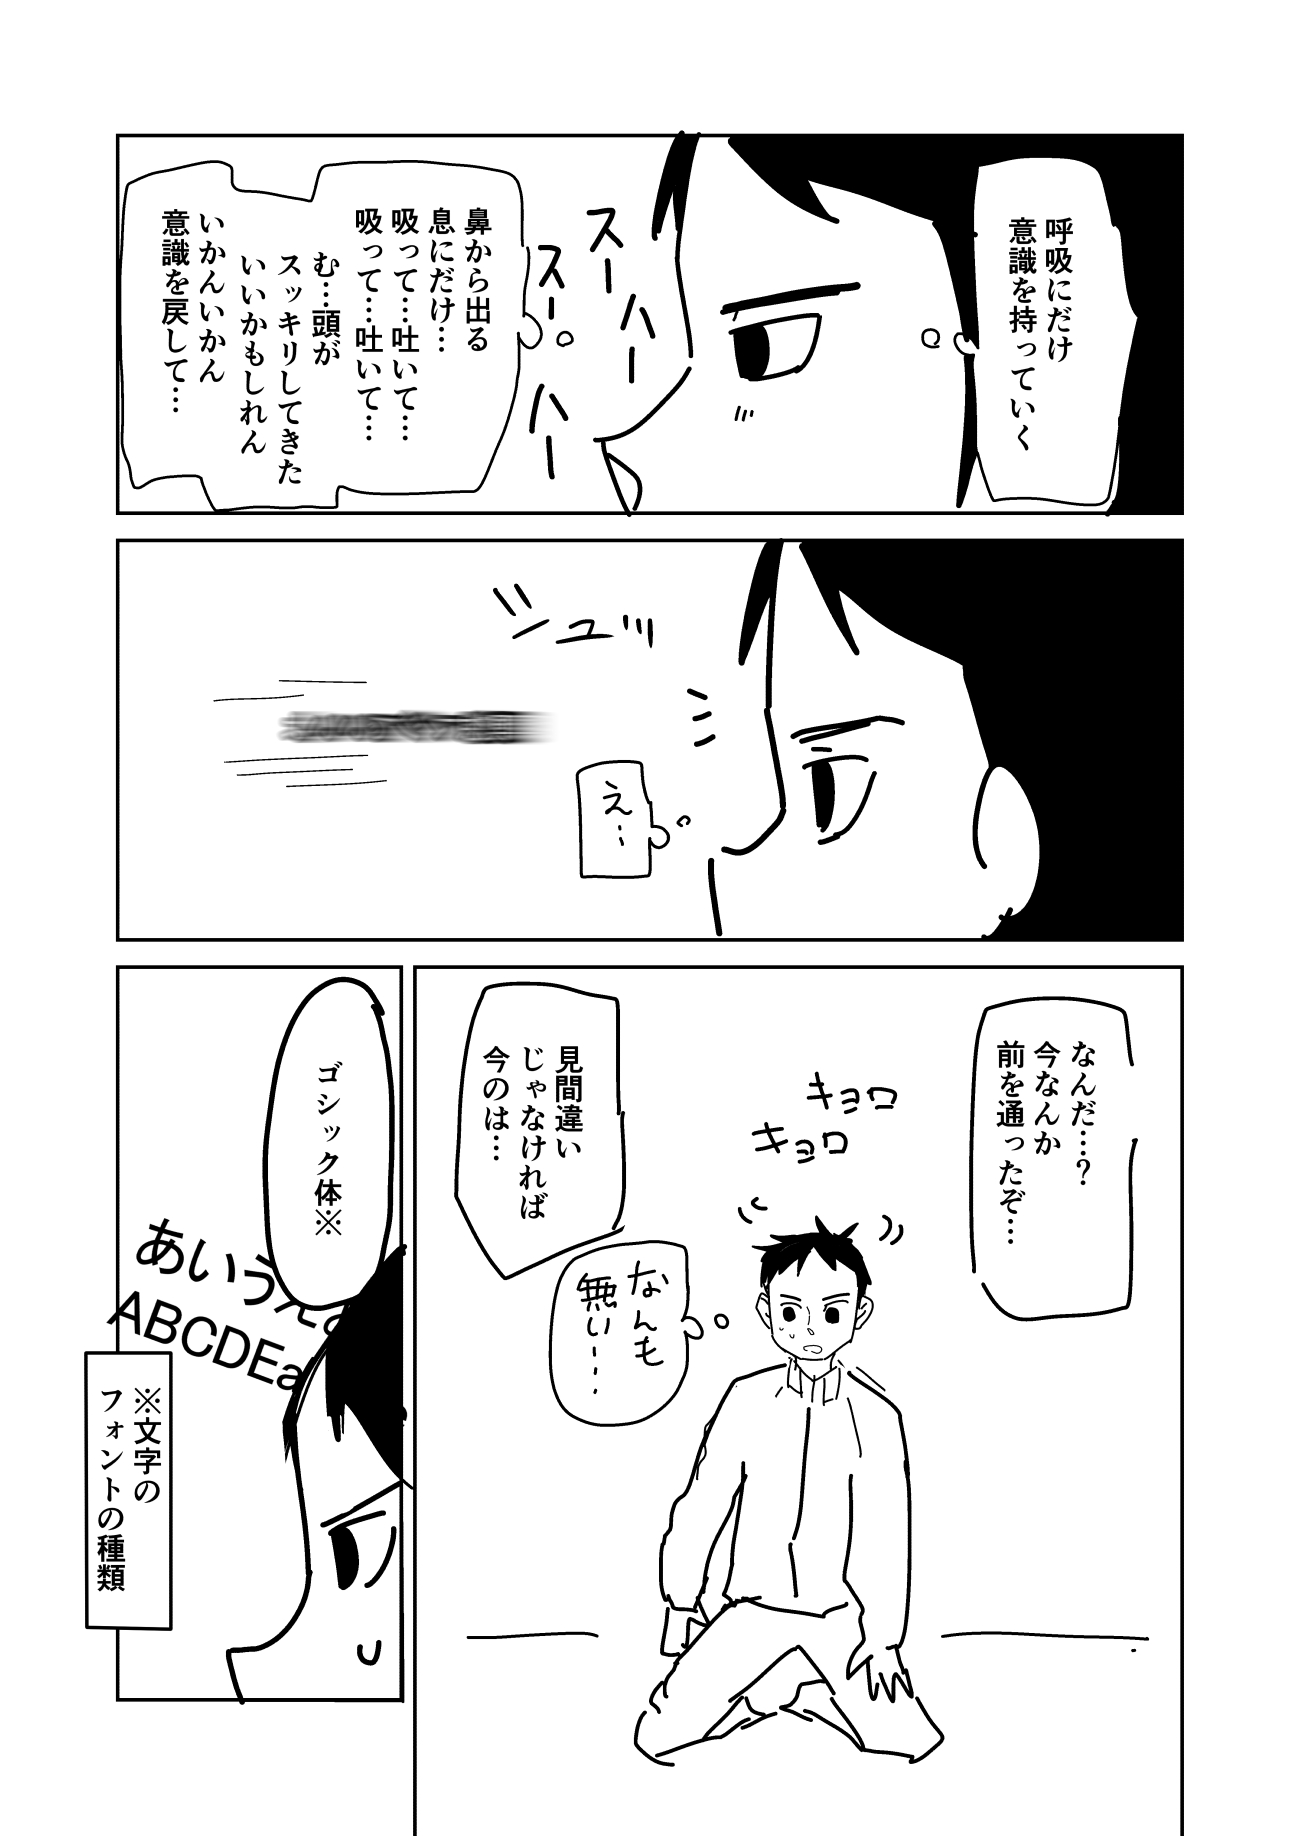 呼吸にだけ
意識を持っていく
スーハー
スーハー
鼻から出る
息にだけ…
吸って…吐いて…
吸って…吐いて…
む…頭が
スッキリしてきた
いいかもしれん
いかんいかん
意識を戻して…
シュッ
え…
なんだ…?
今なんか
前を通ったぞ…
キョロ
キョロ
見間違い
じゃなければ
今のは…
なんも
無い…
ゴシック体※
あいうえお
ABCDEa
※文字の
フォントの種類